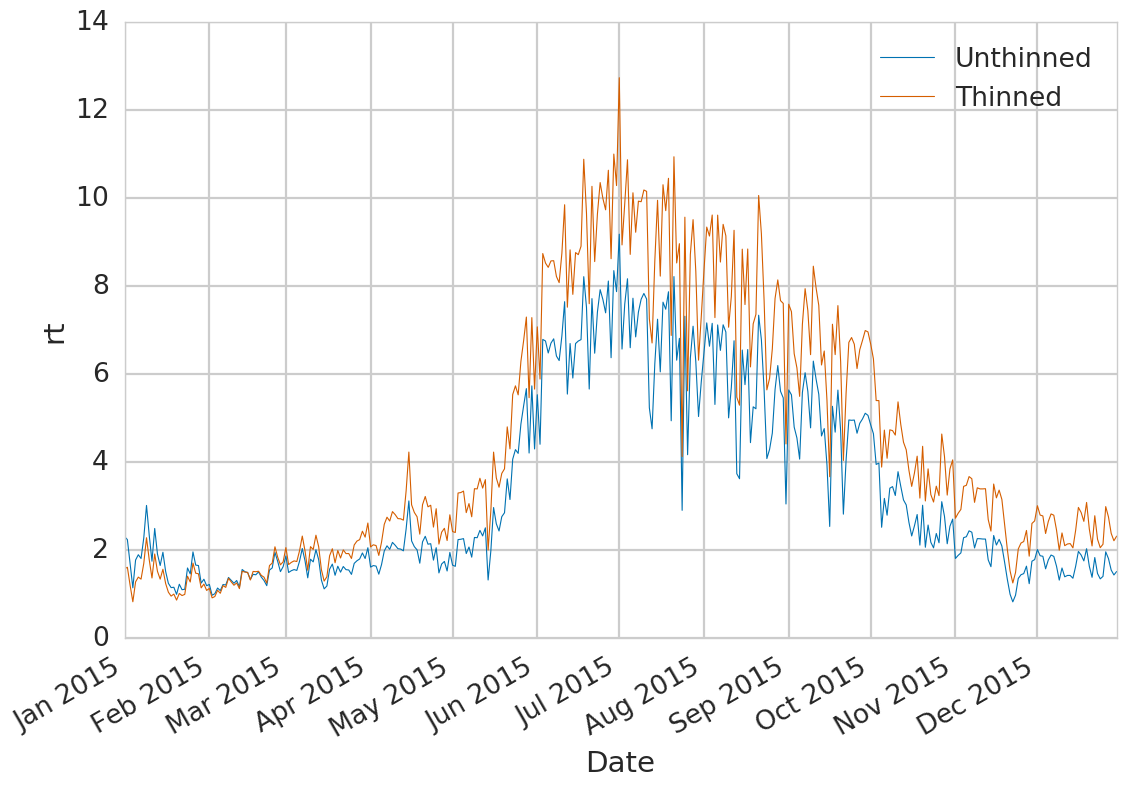 14
12
10
8
6
4
2
0
rt
Unthinned
Thinned
Jan 2015
Feb 2015
Mar 2015
Apr 2015
May 2015
Jun 2015
Jul 2015
Aug 2015
Sep 2015
Oct 2015
Nov 2015
Dec 2015
Date